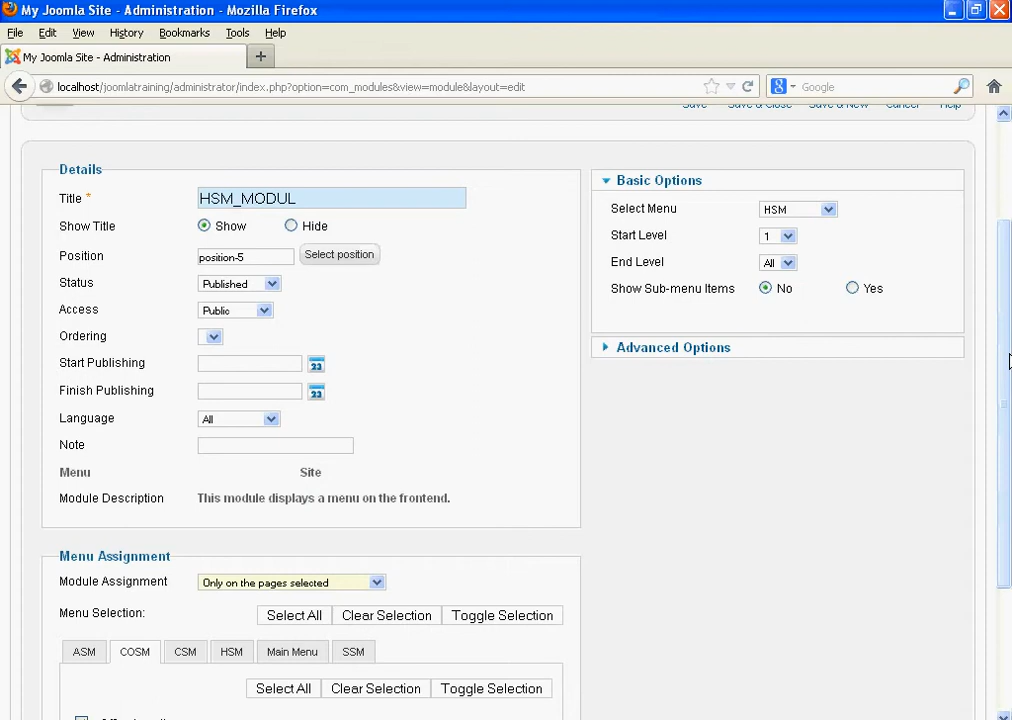 My Joomla Site - Administration - Mozilla Firefox
File Edit View History Bookmarks Tools Help
My Joomla Site - Administration +
localhost/joomlatraining/administrator/index.php?option=com_modules&view=module&layout=edit
8 Google
Save Save & Close Save & New Cancel Help
Details
Title * HSM_MODUL
Show Title Show Hide
Position position-5 Select position
Status Published
Access Public
Ordering
Start Publishing 23
Finish Publishing 23
Language All
Note
Menu Site
Module Description This module displays a menu on the frontend.
Basic Options
Select Menu HSM
Start Level 1
End Level All
Show Sub-menu Items No Yes
Advanced Options
Menu Assignment
Module Assignment Only on the pages selected
Menu Selection: Select All Clear Selection Toggle Selection
ASM COSM CSM HSM Main Menu SSM
Select All Clear Selection Toggle Selection